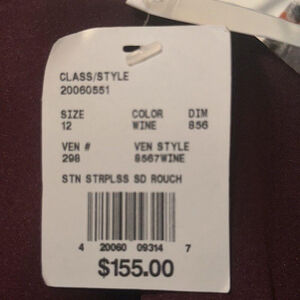 CLASS/STYLE
20060551
SIZE COLOR DIM
12 WINE 856
VEN # VEN STYLE
298 8567WINE
STN STRPLSS SD ROUCH
4 20060 09314 7
$155.00